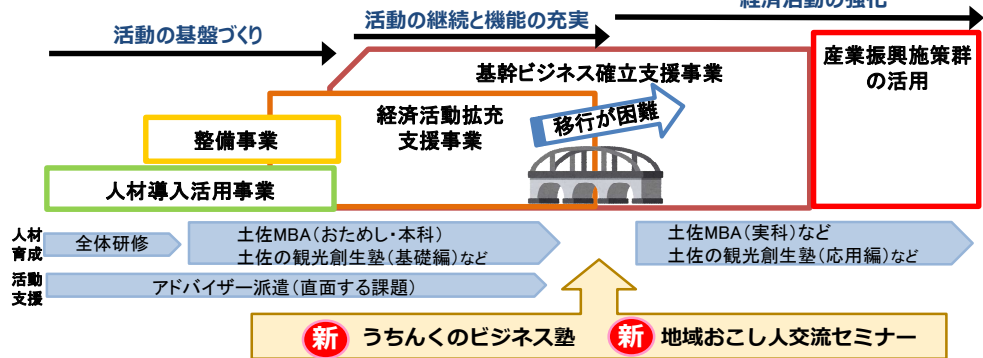 経済活動の強化
活動の継続と機能の充実
活動の基盤づくり
産業振興施策群
の活用
基幹ビジネス確立支援事業
経済活動拡充
支援事業
移行が困難
整備事業
人材導入活用事業
人材
育成
全体研修
土佐MBA(おためし・本科)
土佐の観光創生塾(基礎編)など
土佐MBA(実科)など
土佐の観光創生塾(応用編)など
活動
支援
アドバイザー派遣(直面する課題)
新 うちんくのビジネス塾 新 地域おこし人交流セミナー